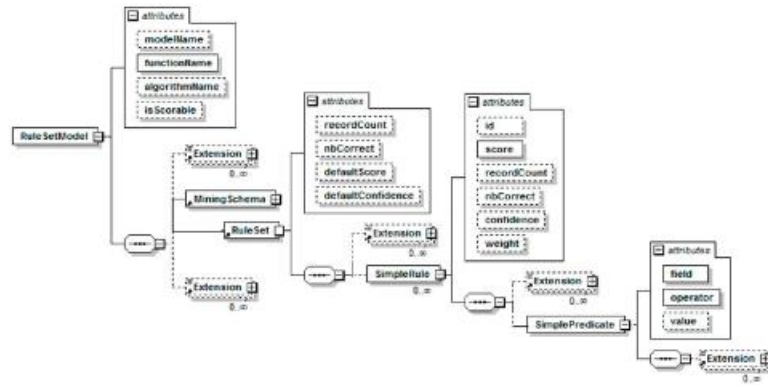 attributes
modelName
functionName
algorithmName
isScorable
RuleSetModel
Extension
0..∞
MiningSchema
RuleSet
Extension
0..∞
attributes
recordCount
nbCorrect
defaultScore
defaultConfidence
Extension
0..∞
SimpleRule
0..∞
attributes
id
score
recordCount
nbCorrect
confidence
weight
Extension
0..∞
SimplePredicate
attributes
field
operator
value
Extension
0..∞